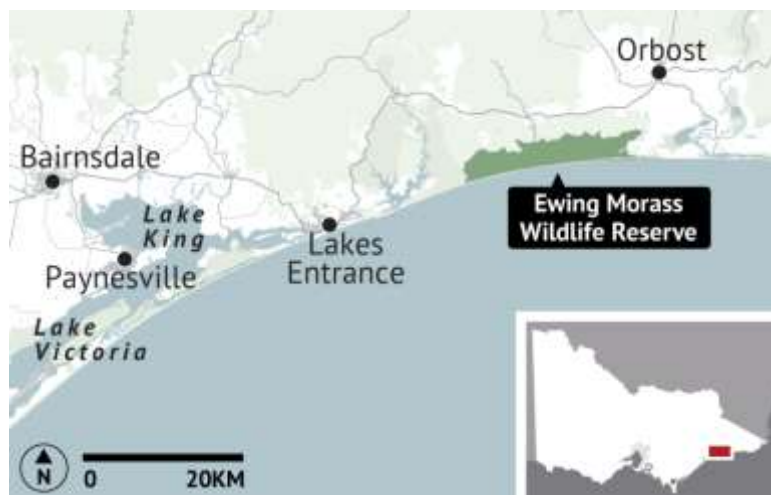 Orbost
Bairnsdale
Ewing Morass
Wildlife Reserve
Lake
King
Lakes
Entrance
Paynesville
Lake
Victoria
N
0 20KM